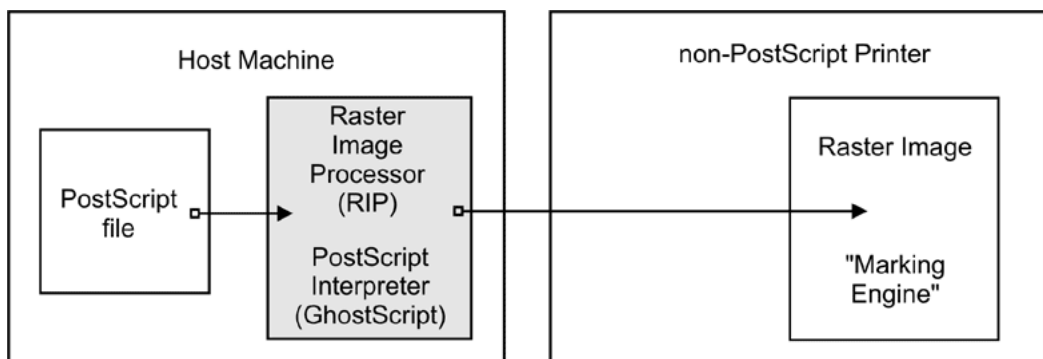 Host Machine
non-PostScript Printer
PostScript
file
Raster
Image
Processor
(RIP)
PostScript
Interpreter
(GhostScript)
Raster Image
"Marking
Engine"